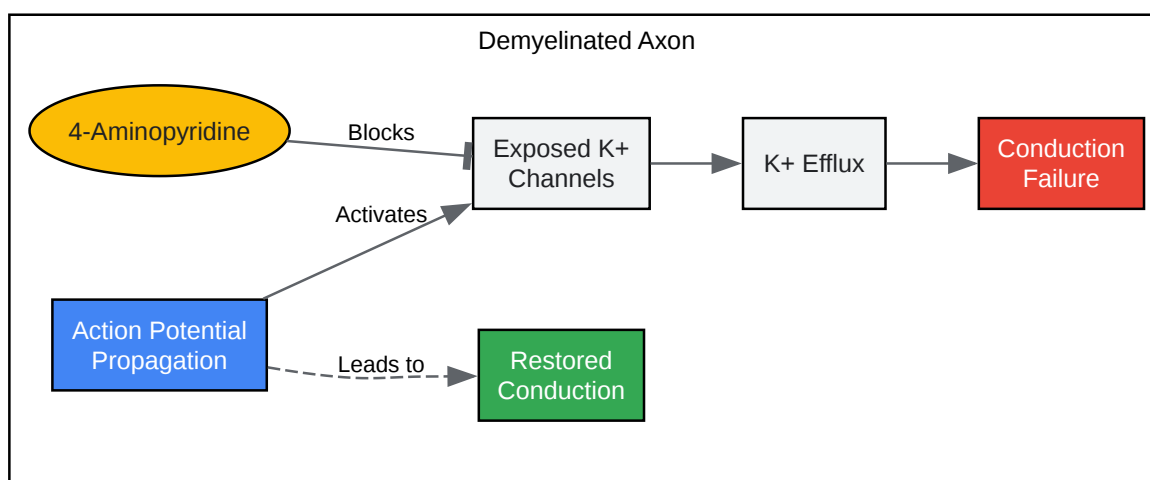 Demyelinated Axon
4-Aminopyridine
Blocks
Exposed K+
Channels
K+ Efflux
Conduction
Failure
Activates
Action Potential
Propagation
Leads to
Restored
Conduction